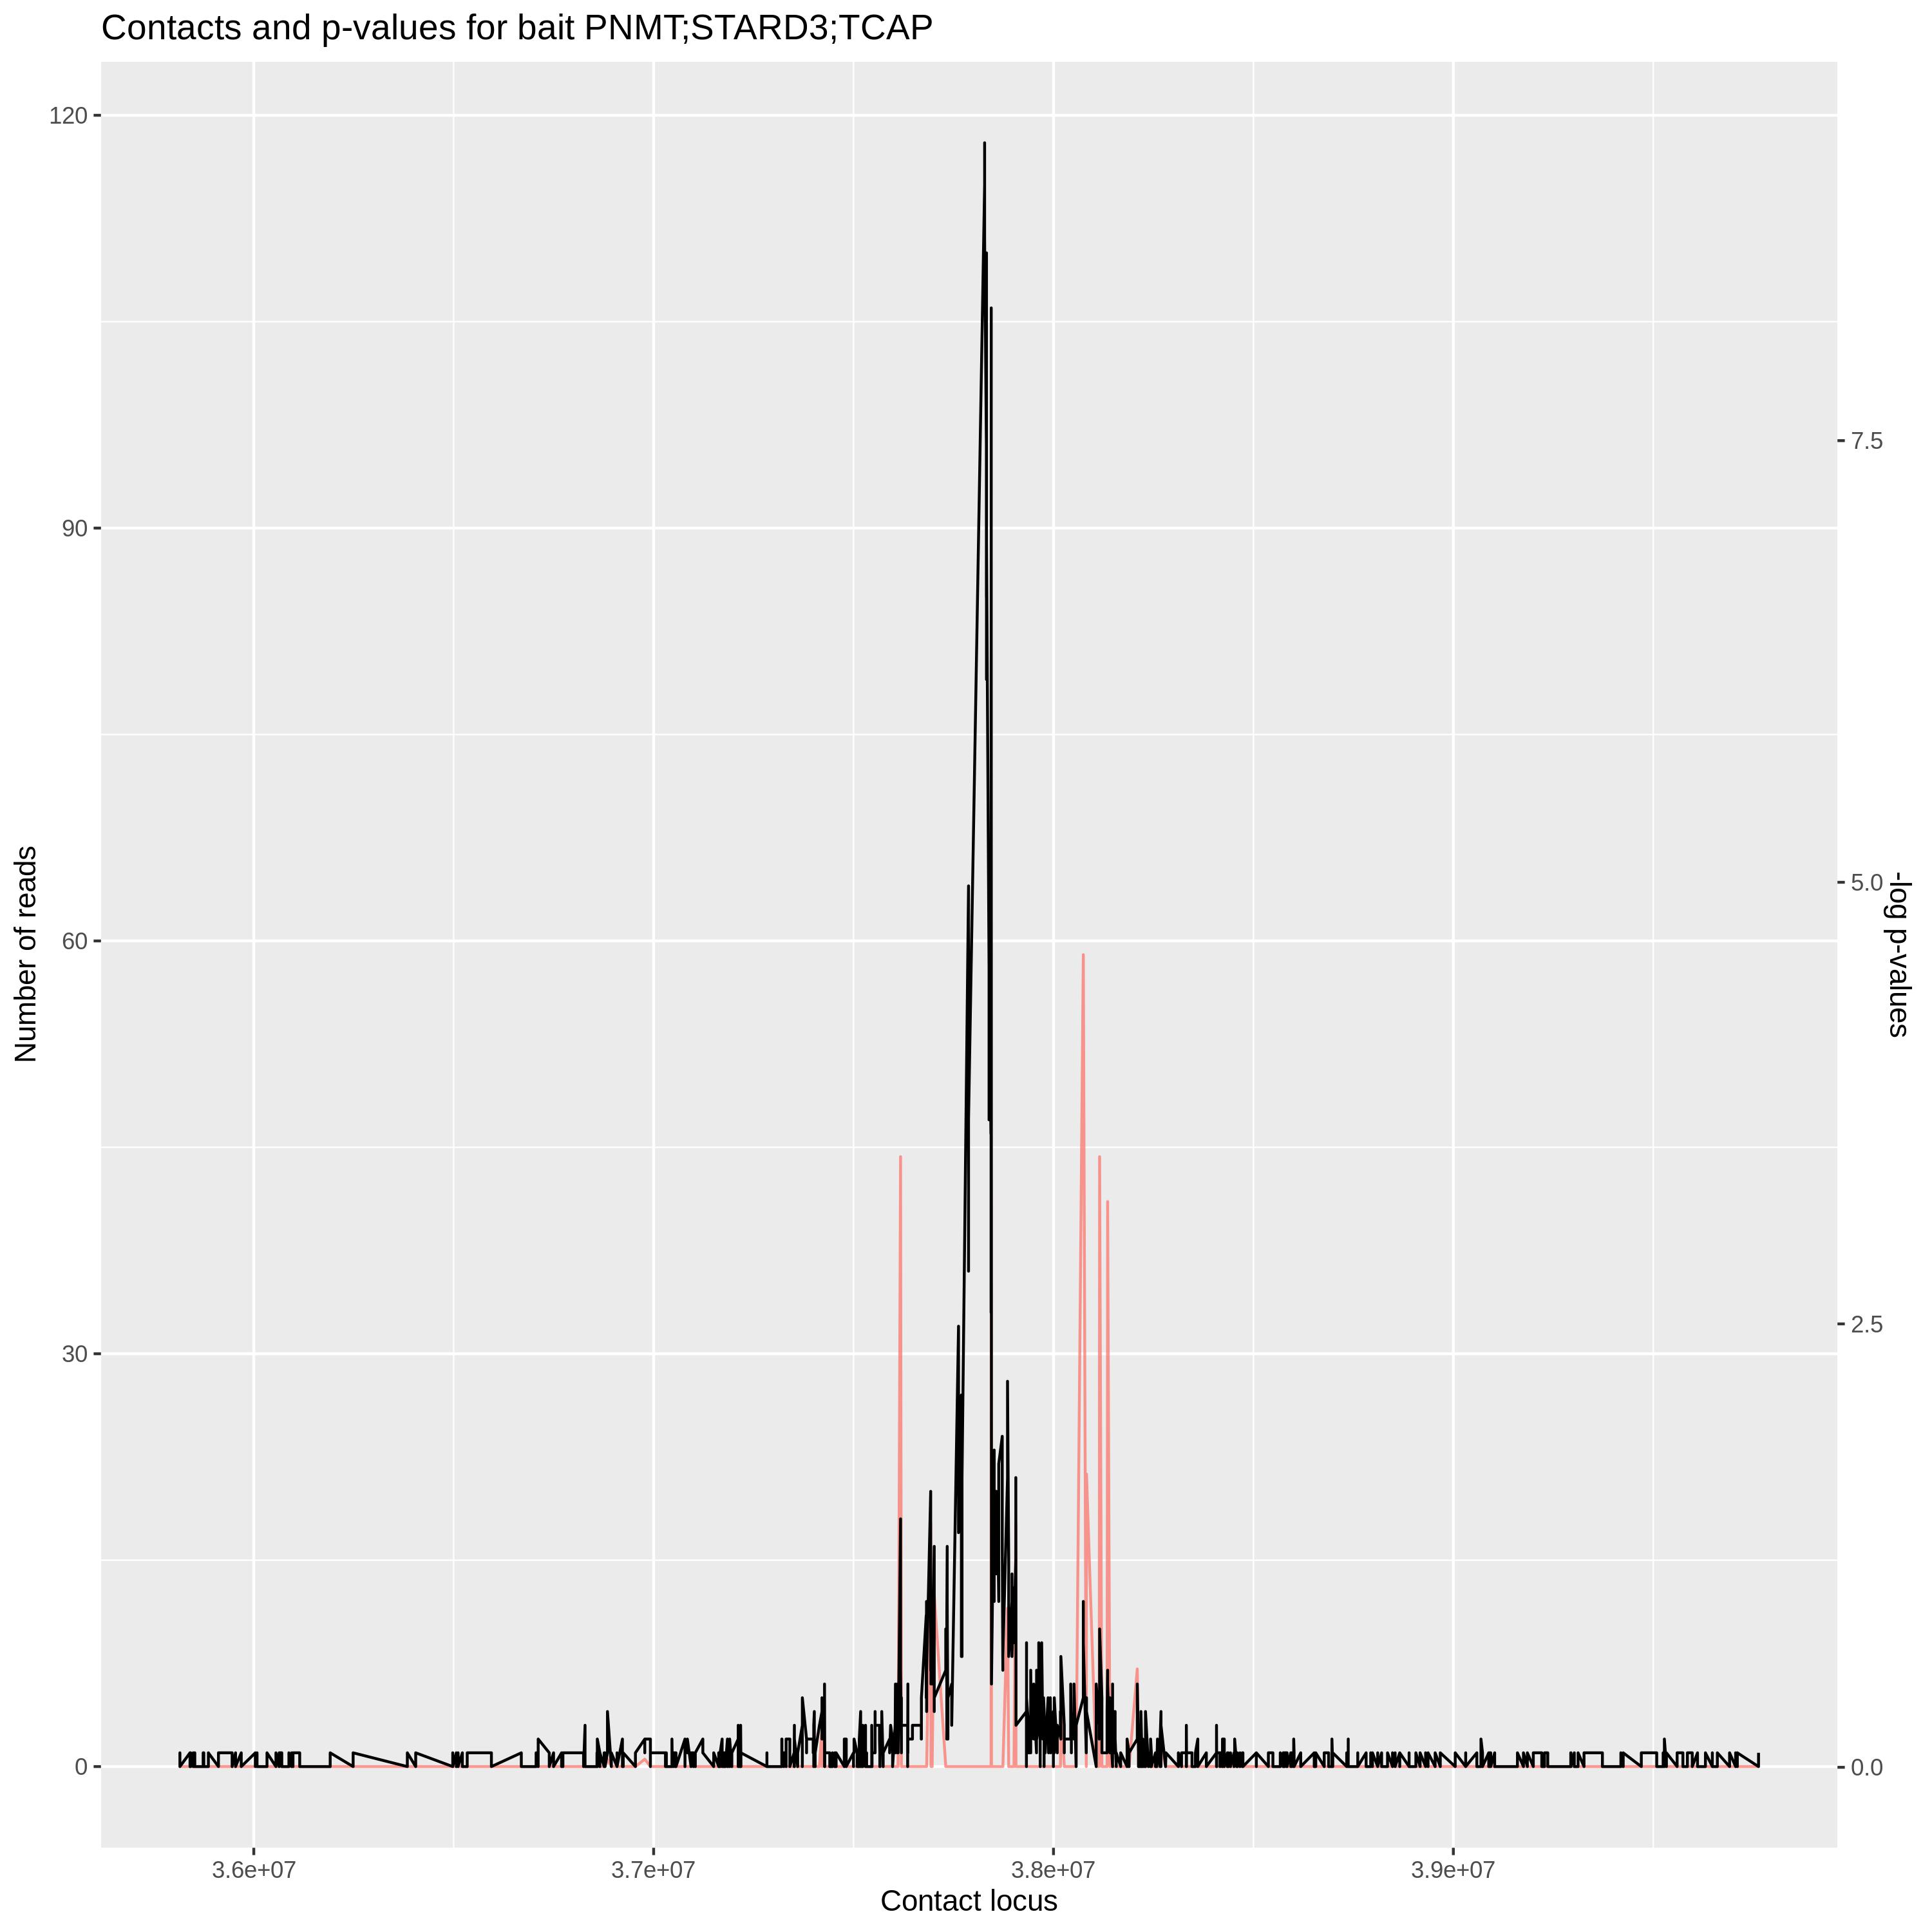 Contacts and p-values for bait PNMT;STARD3;TCAP
120
90
60
30
0
Number of reads
7.5
5.0
2.5
0.0
-log p-values
3.6e+07
3.7e+07
3.8e+07
3.9e+07
Contact locus